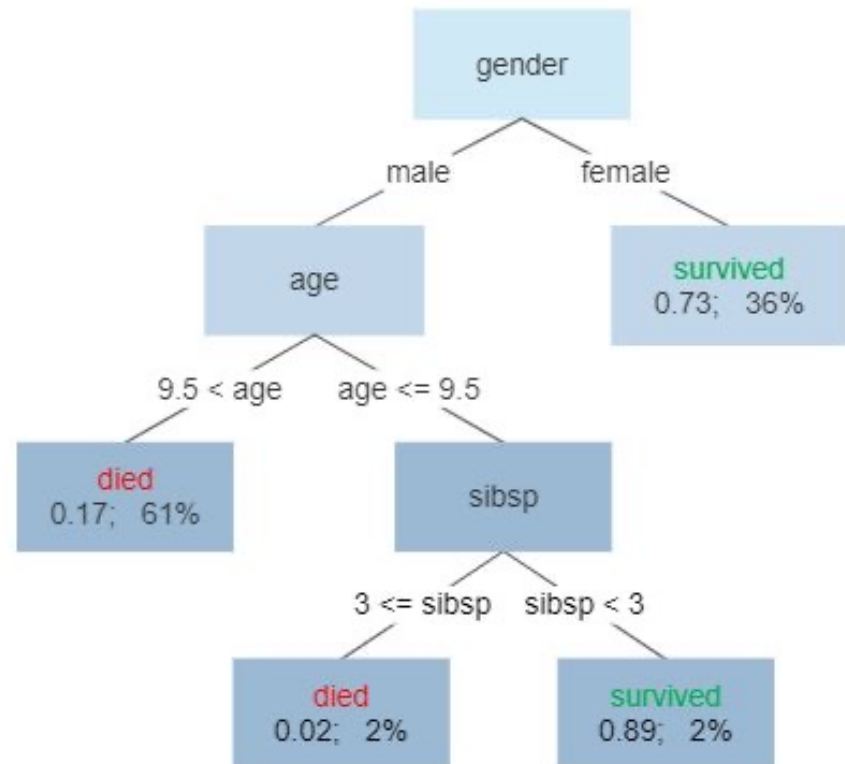 gender
male
female
age
survived
0.73; 36%
9.5 < age
age <= 9.5
died
0.17; 61%
sibsp
3 <= sibsp
sibsp < 3
died
0.02; 2%
survived
0.89; 2%